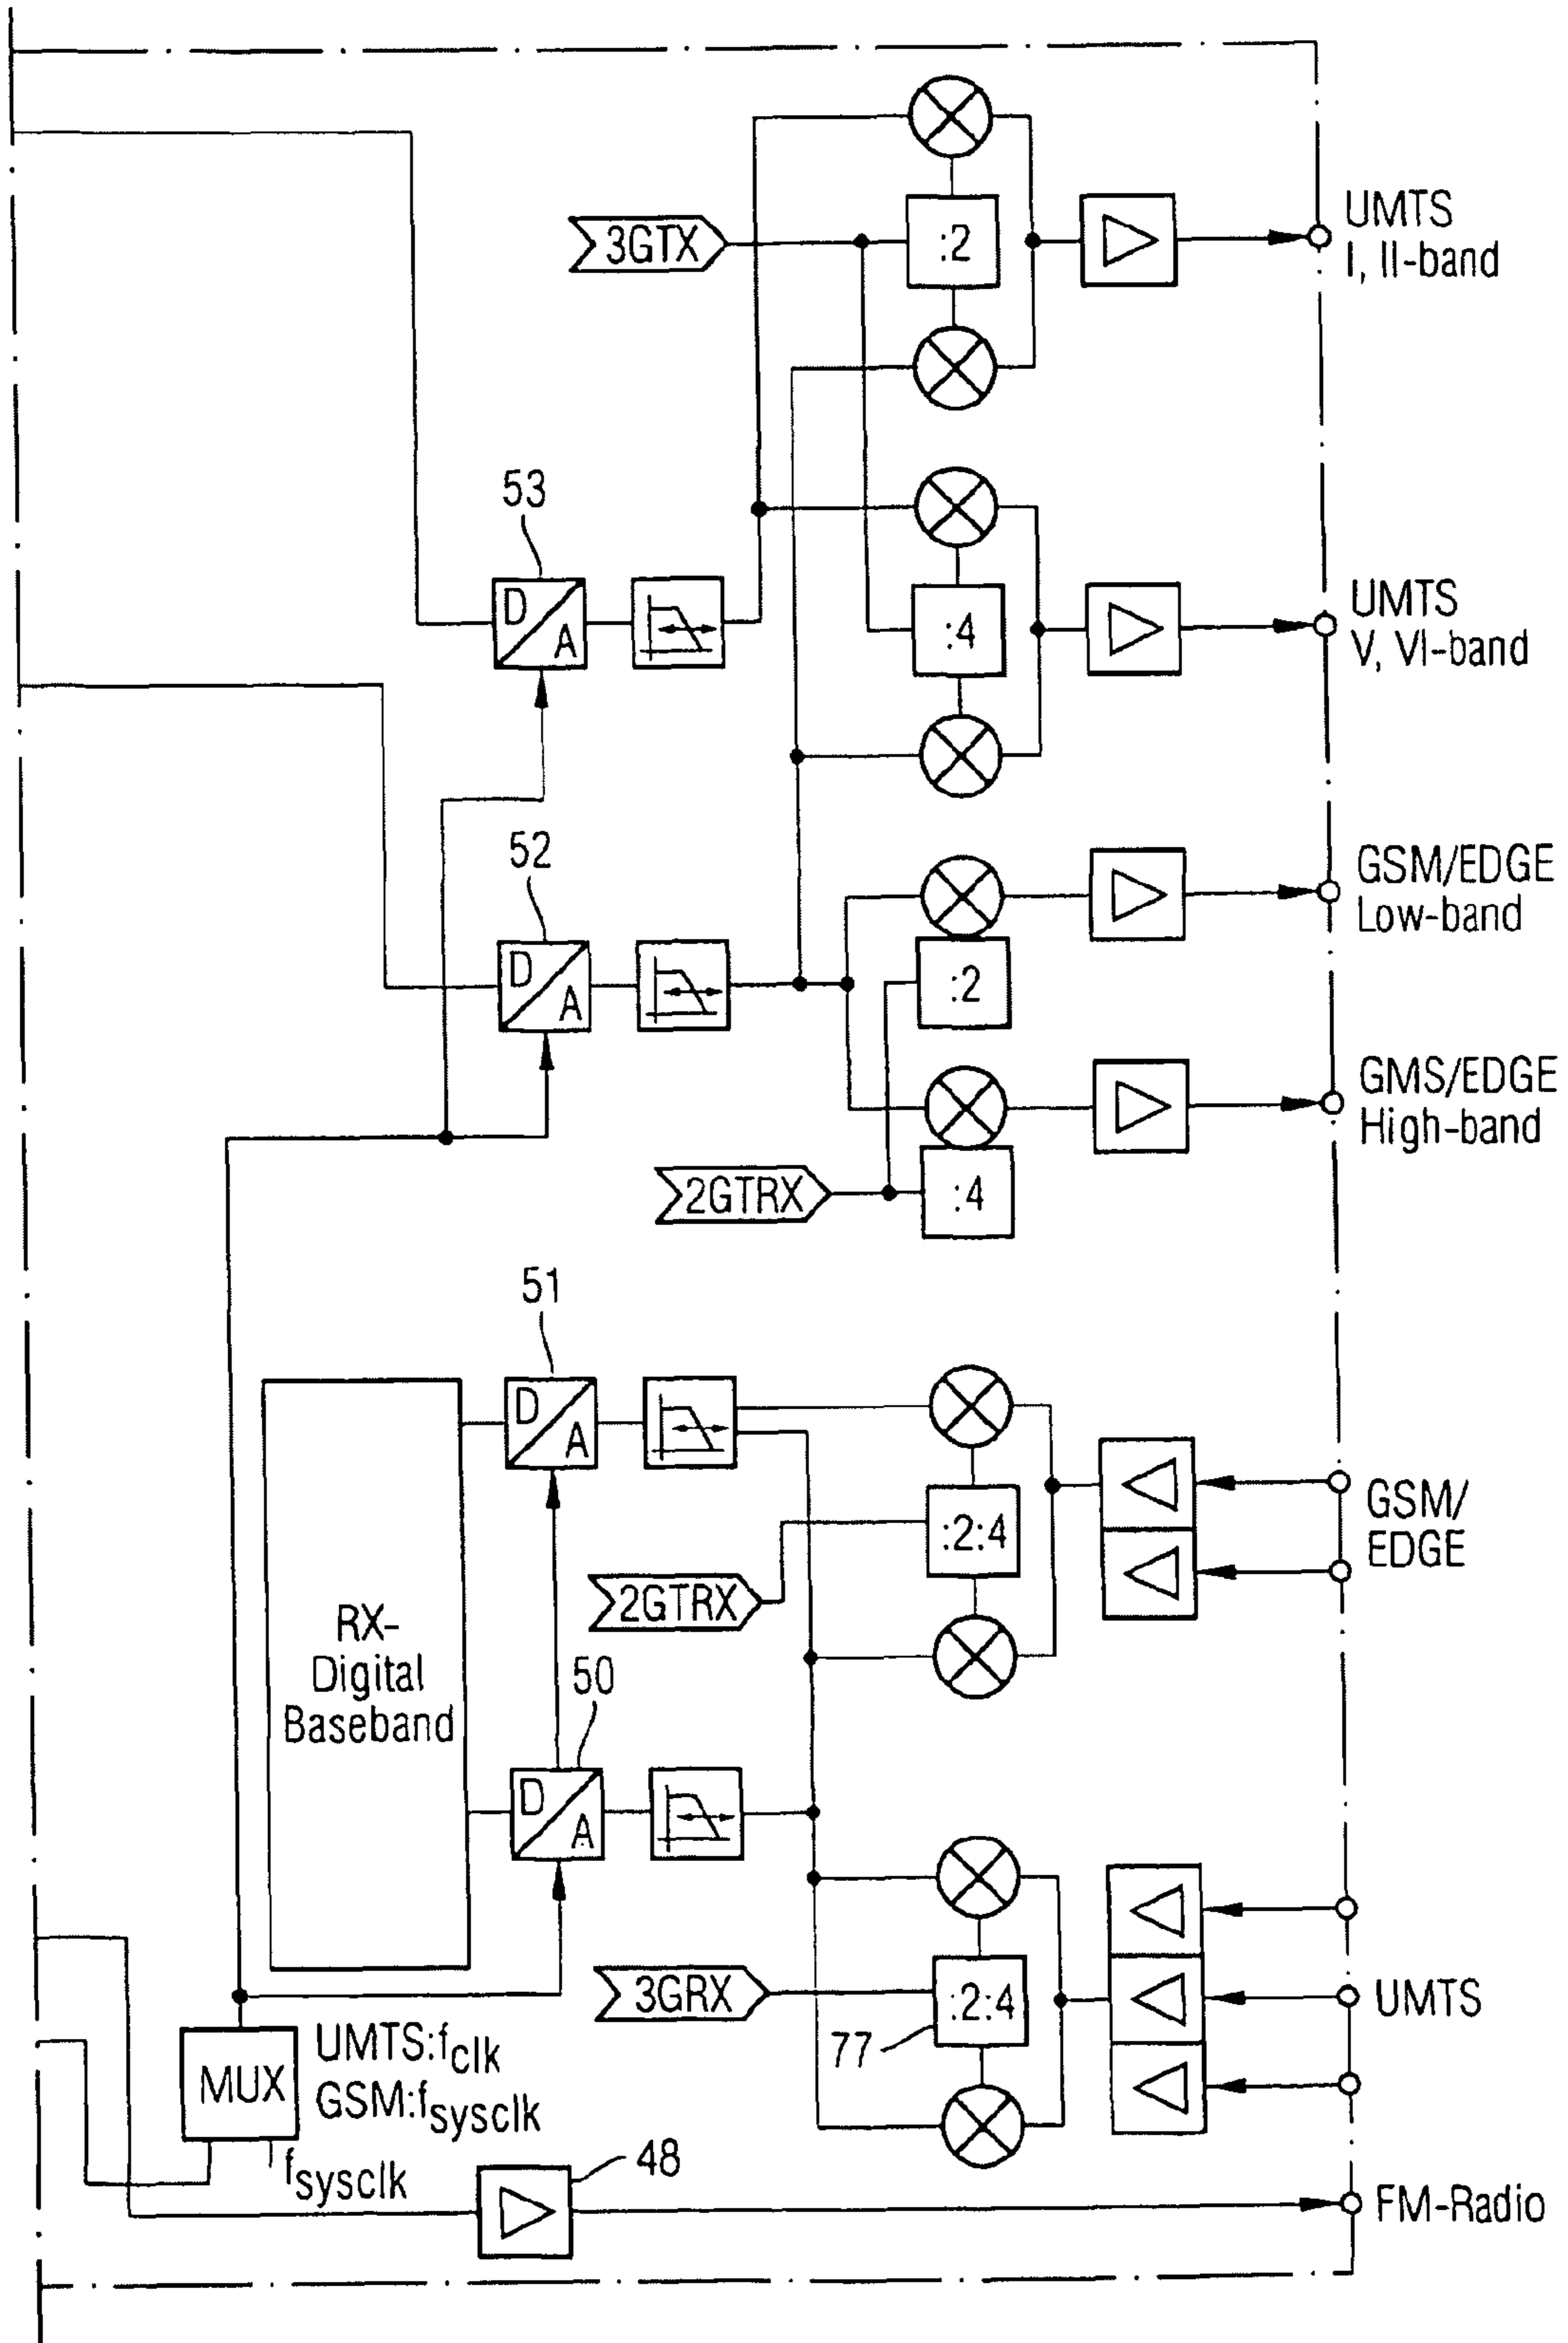 UMTS
I, II-band
3GTX
:2
53
D
A
:4
UMTS
V, VI-band
52
D
A
GSM/EDGE
Low-band
:2
GMS/EDGE
High-band
2GTRX
:4
51
D
A
:2:4
GSM/
EDGE
2GTRX
RX-
Digital
Baseband
50
D
A
3GRX
:2:4
UMTS
77
MUX
UMTS:fclk
GSM:fsysclk
fsysclk
48
FM-Radio